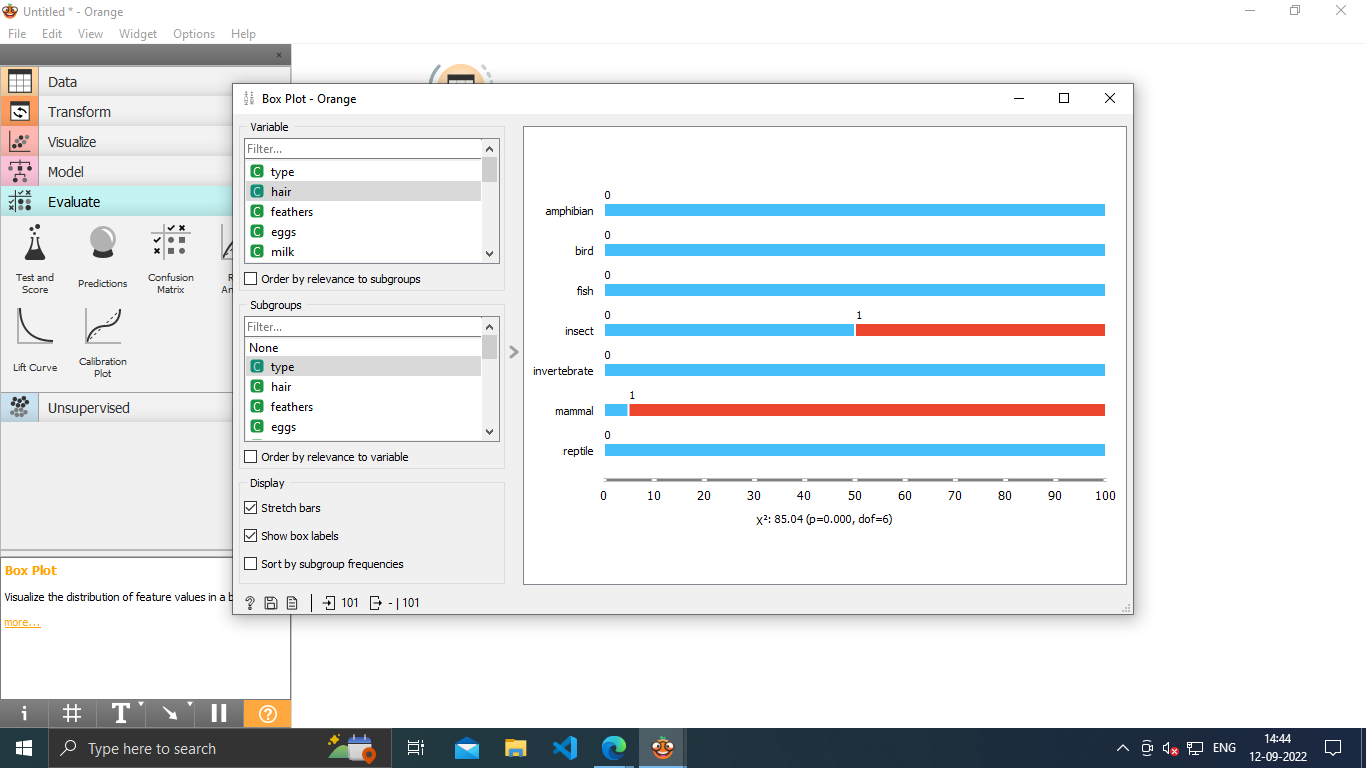 Untitled * - Orange
File Edit View Widget Options Help
Data
Transform
Visualize
Model
Evaluate
Test and Score
Predictions
Confusion Matrix
Lift Curve
Calibration Plot
Unsupervised
Box Plot
Visualize the distribution of feature values in a b
more...
Box Plot - Orange
Variable
Filter...
C type
C hair
C feathers
C eggs
C milk
Order by relevance to subgroups
Subgroups
Filter...
None
C type
C hair
C feathers
C eggs
Order by relevance to variable
Display
Stretch bars
Show box labels
Sort by subgroup frequencies
? 101 - | 101
0
amphibian
0
bird
0
fish
0 1
insect
0
invertebrate
1
mammal
0
reptile
0 10 20 30 40 50 60 70 80 90 100
χ²: 85.04 (p=0.000, dof=6)
i # T ?
Type here to search
ENG
14:44
12-09-2022